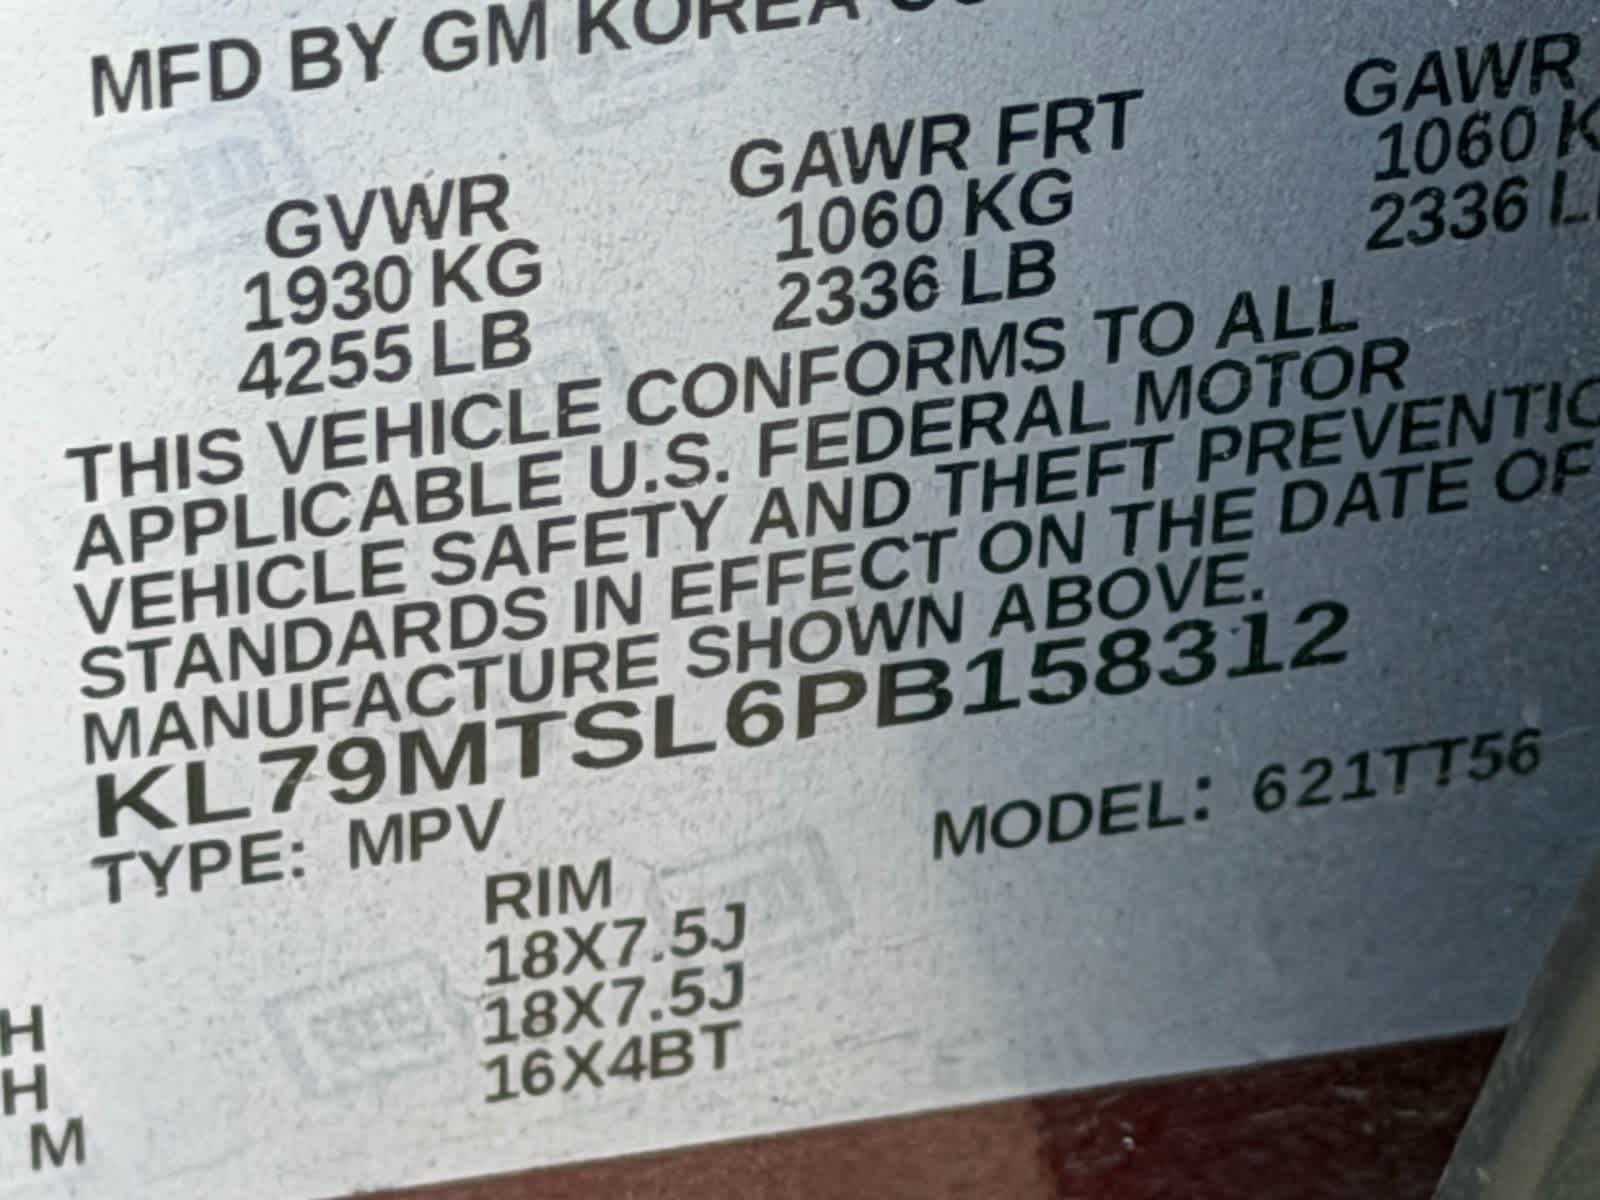 MFD BY GM KOREA CO
GVWR GAWR FRT GAWR
1930 KG 1060 KG 1060 K
4255 LB 2336 LB 2336 L
THIS VEHICLE CONFORMS TO ALL
APPLICABLE U.S. FEDERAL MOTOR
VEHICLE SAFETY AND THEFT PREVENTIO
STANDARDS IN EFFECT ON THE DATE OF
MANUFACTURE SHOWN ABOVE.
KL79MTSL6PB158312
TYPE: MPV MODEL: 621TT56
RIM
H 18X7.5J
H 18X7.5J
M 16X4BT